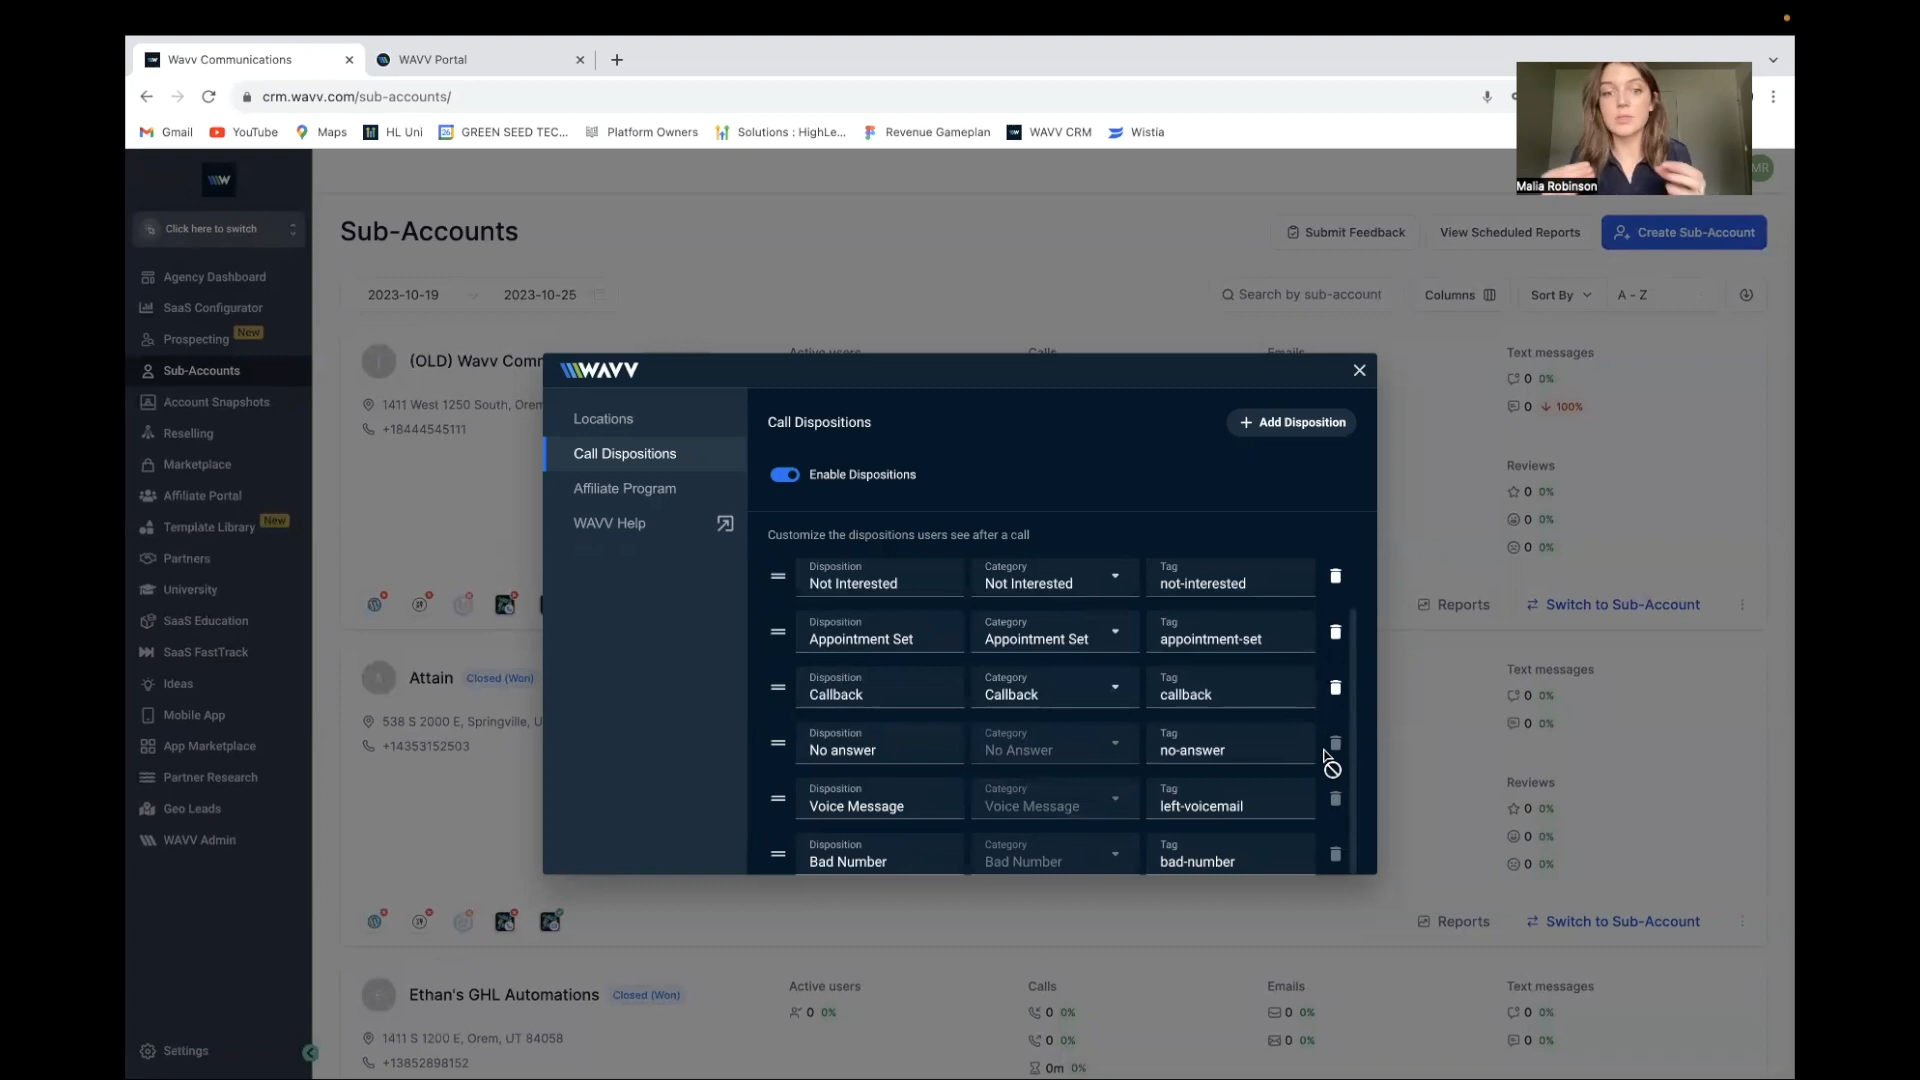 Wavv Communications
WAVV Portal
crm.wavv.com/sub-accounts/
Gmail
YouTube
Maps
HL Uni
GREEN SEED TEC...
Platform Owners
Solutions : HighLe...
Revenue Gameplan
WAVV CRM
Wistia
Malia Robinson
MR
Click here to switch
Agency Dashboard
SaaS Configurator
Prospecting New
Sub-Accounts
Account Snapshots
Reselling
Marketplace
Affiliate Portal
Template Library New
Partners
University
SaaS Education
SaaS FastTrack
Ideas
Mobile App
App Marketplace
Partner Research
Geo Leads
WAVV Admin
Settings
Sub-Accounts
Submit Feedback
View Scheduled Reports
Create Sub-Account
2023-10-19
2023-10-25
Search by sub-account
Columns
Sort By
A - Z
(OLD) Wavv Comm
1411 West 1250 South, Orem
+18444545111
Active users
Calls
Emails
Text messages
0 0%
0 100%
Reviews
0 0%
0 0%
0 0%
Reports
Switch to Sub-Account
WAVV
Locations
Call Dispositions
Affiliate Program
WAVV Help
Call Dispositions
+ Add Disposition
Enable Dispositions
Customize the dispositions users see after a call
Disposition Category Tag
Not Interested Not Interested not-interested
Disposition Category Tag
Appointment Set Appointment Set appointment-set
Disposition Category Tag
Callback Callback callback
Disposition Category Tag
No answer No Answer no-answer
Disposition Category Tag
Voice Message Voice Message left-voicemail
Disposition Category Tag
Bad Number Bad Number bad-number
Attain Closed (Won)
538 S 2000 E, Springville, U
+14353152503
Text messages
0 0%
0 0%
Reviews
0 0%
0 0%
0 0%
Reports
Switch to Sub-Account
Ethan's GHL Automations Closed (Won)
1411 S 1200 E, Orem, UT 84058
+13852898152
Active users
0 0%
Calls
0 0%
0 0%
0m 0%
Emails
0 0%
0 0%
Text messages
0 0%
0 0%